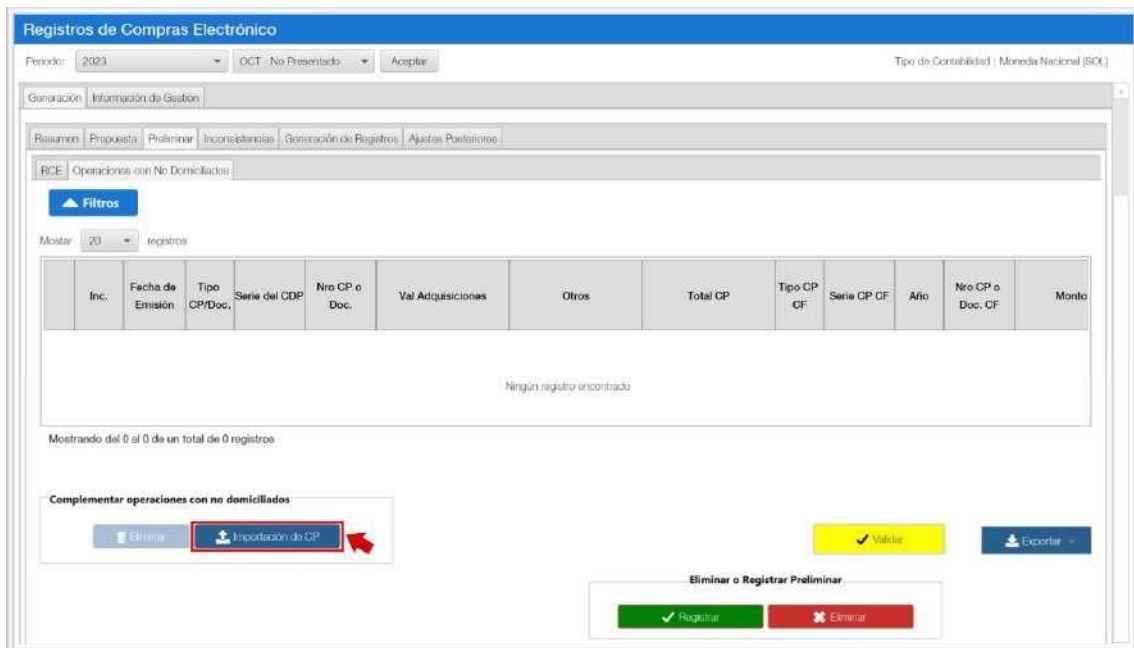 Registros de Compras Electrónico
Periodo: 2023 OCT - No Presentado Aceptar Tipo de Contabilidad : Moneda Nacional (SOL)
Generación Información de Gestión
Resumen Propuesta Preliminar Inconsistencias Generación de Registros Ajustes Posteriores
RCE Operaciones con No Domiciliados
Filtros
Mostar 20 registros
Inc. Fecha de Emisión Tipo CP/Doc. Serie del CDP Nro CP o Doc. Val Adquisiciones Otros Total CP Tipo CP CF Serie CP CF Año Nro CP o Doc. CF Monto
Ningún registro encontrado
Mostrando del 0 al 0 de un total de 0 registros
Complementar operaciones con no domiciliados
Eliminar Importación de CP Validar Exportar
Eliminar o Registrar Preliminar
Registrar Eliminar